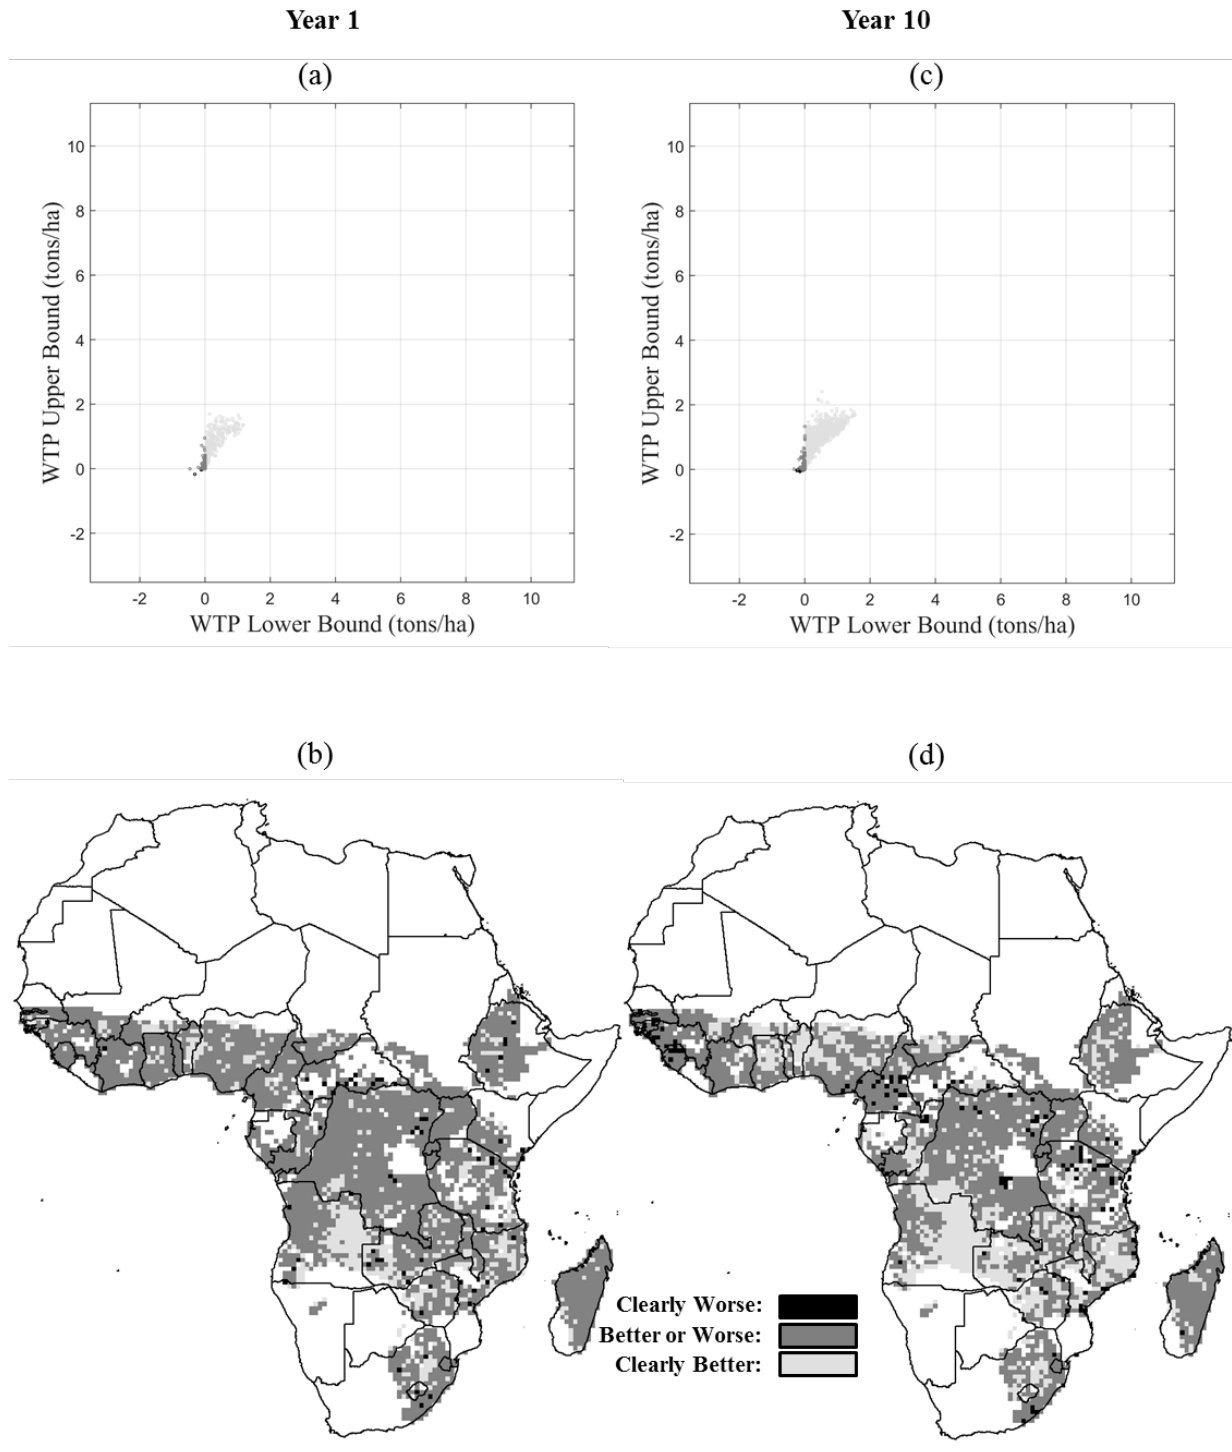 Year 1
Year 10
(a)
(c)
10
8
6
4
2
0
-2
-2 0 2 4 6 8 10
WTP Upper Bound (tons/ha)
WTP Lower Bound (tons/ha)
10
8
6
4
2
0
-2
-2 0 2 4 6 8 10
WTP Upper Bound (tons/ha)
WTP Lower Bound (tons/ha)
(b)
(d)
Clearly Worse:
Better or Worse:
Clearly Better: